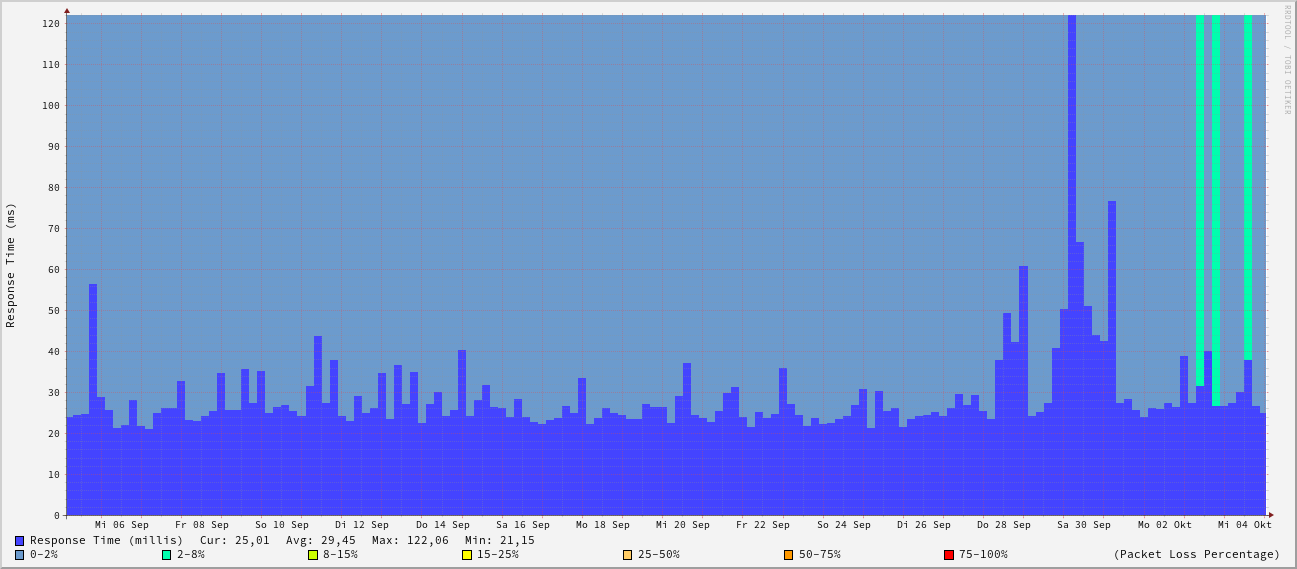 RRDTOOL / TOBI OETIKER
Response Time (ms)
120
110
100
90
80
70
60
50
40
30
20
10
0
Mi 06 Sep Fr 08 Sep So 10 Sep Di 12 Sep Do 14 Sep Sa 16 Sep Mo 18 Sep Mi 20 Sep Fr 22 Sep So 24 Sep Di 26 Sep Do 28 Sep Sa 30 Sep Mo 02 Okt Mi 04 Okt
Response Time (millis) Cur: 25,01 Avg: 29,45 Max: 122,06 Min: 21,15
0-2% 2-8% 8-15% 15-25% 25-50% 50-75% 75-100% (Packet Loss Percentage)